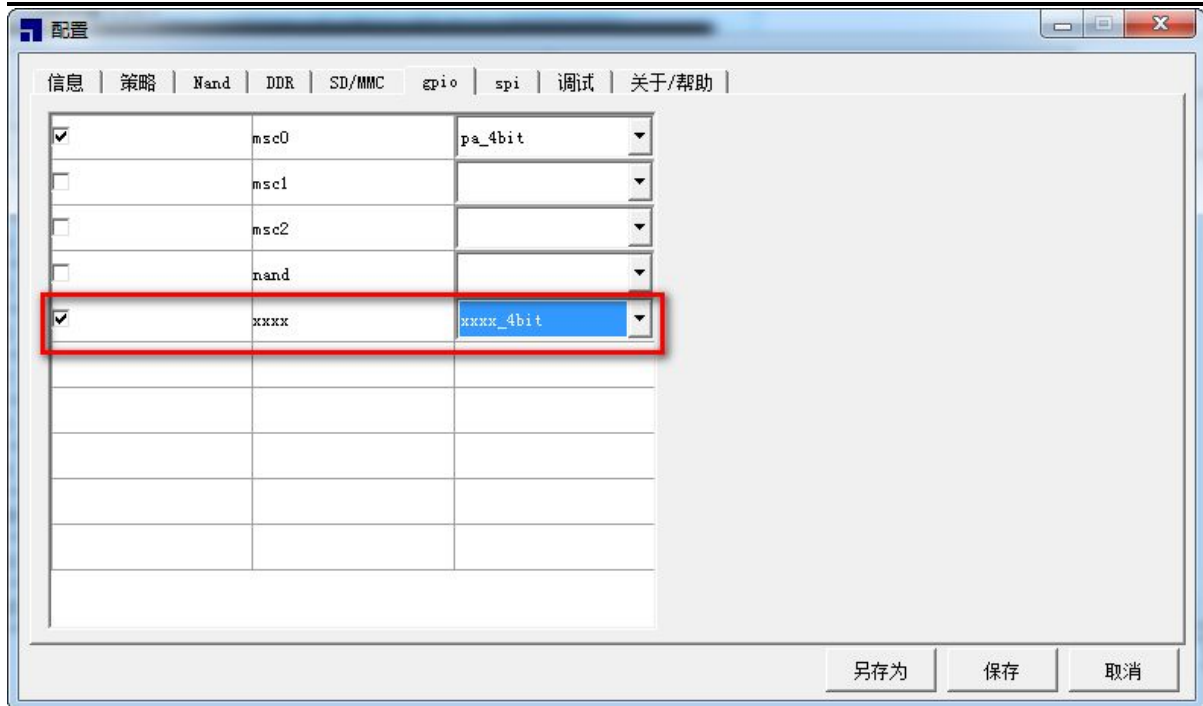 配置
信息 策略 Nand DDR SD/MMC gpio spi 调试 关于/帮助
msc0 pa_4bit
msc1
msc2
nand
xxxx xxxx_4bit
另存为 保存 取消